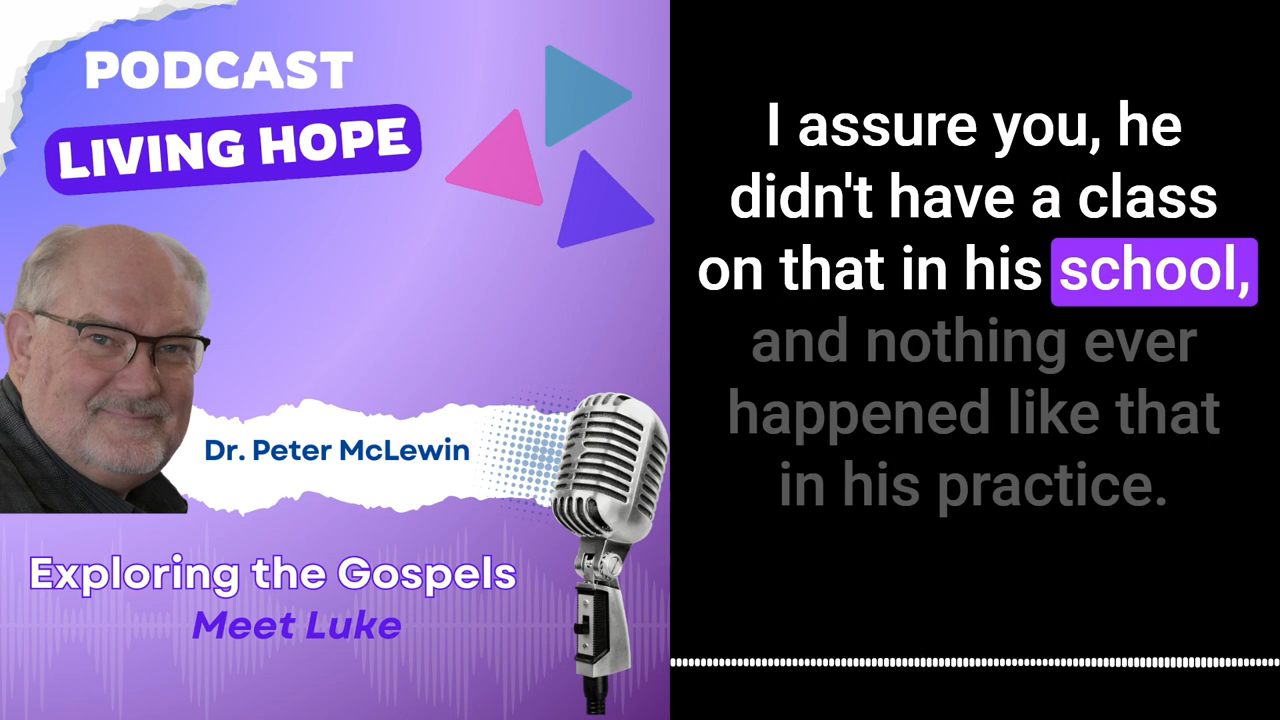 PODCAST
LIVING HOPE
Dr. Peter McLewin
Exploring the Gospels
Meet Luke
I assure you, he
didn't have a class
on that in his school,
and nothing ever
happened like that
in his practice.